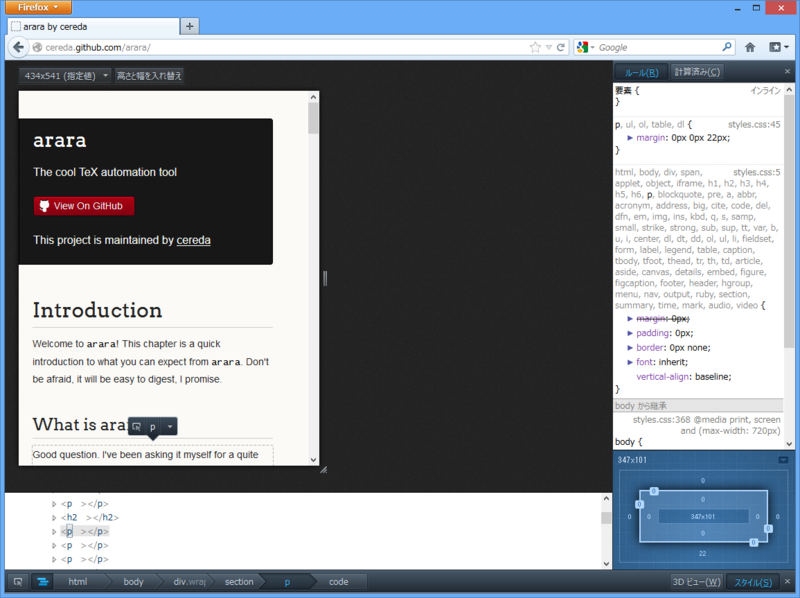 Firefox
arara by cereda
cereda.github.com/arara/
Google
434x541 (指定値)
高さと幅を入れ替え
arara
The cool TeX automation tool
View On GitHub
This project is maintained by cereda
Introduction
Welcome to arara! This chapter is a quick
introduction to what you can expect from arara. Don't
be afraid, it will be easy to digest, I promise.
What is arar
p
Good question. I've been asking it myself for a quite
ルール(R)
計算済み(C)
要素 {
インライン
}
p, ul, ol, table, dl {
styles.css:45
margin: 0px 0px 22px;
}
html, body, div, span,
styles.css:5
applet, object, iframe, h1, h2, h3, h4,
h5, h6, p, blockquote, pre, a, abbr,
acronym, address, big, cite, code, del,
dfn, em, img, ins, kbd, q, s, samp,
small, strike, strong, sub, sup, tt, var, b,
u, i, center, dl, dt, dd, ol, ul, li, fieldset,
form, label, legend, table, caption,
tbody, tfoot, thead, tr, th, td, article,
aside, canvas, details, embed, figure,
figcaption, footer, header, hgroup,
menu, nav, output, ruby, section,
summary, time, mark, audio, video {
margin: 0px;
padding: 0px;
border: 0px none;
font: inherit;
vertical-align: baseline;
}
body から継承
styles.css:368 @media print, screen
and (max-width: 720px)
body {
347x101
0
0
0
0
0
0
347x101
0
0
0
0
0
22
<p ></p>
<h2 ></h2>
<p ></p>
<p ></p>
<p ></p>
html
body
div.wrap
section
p
code
3D ビュー(W)
スタイル(S)